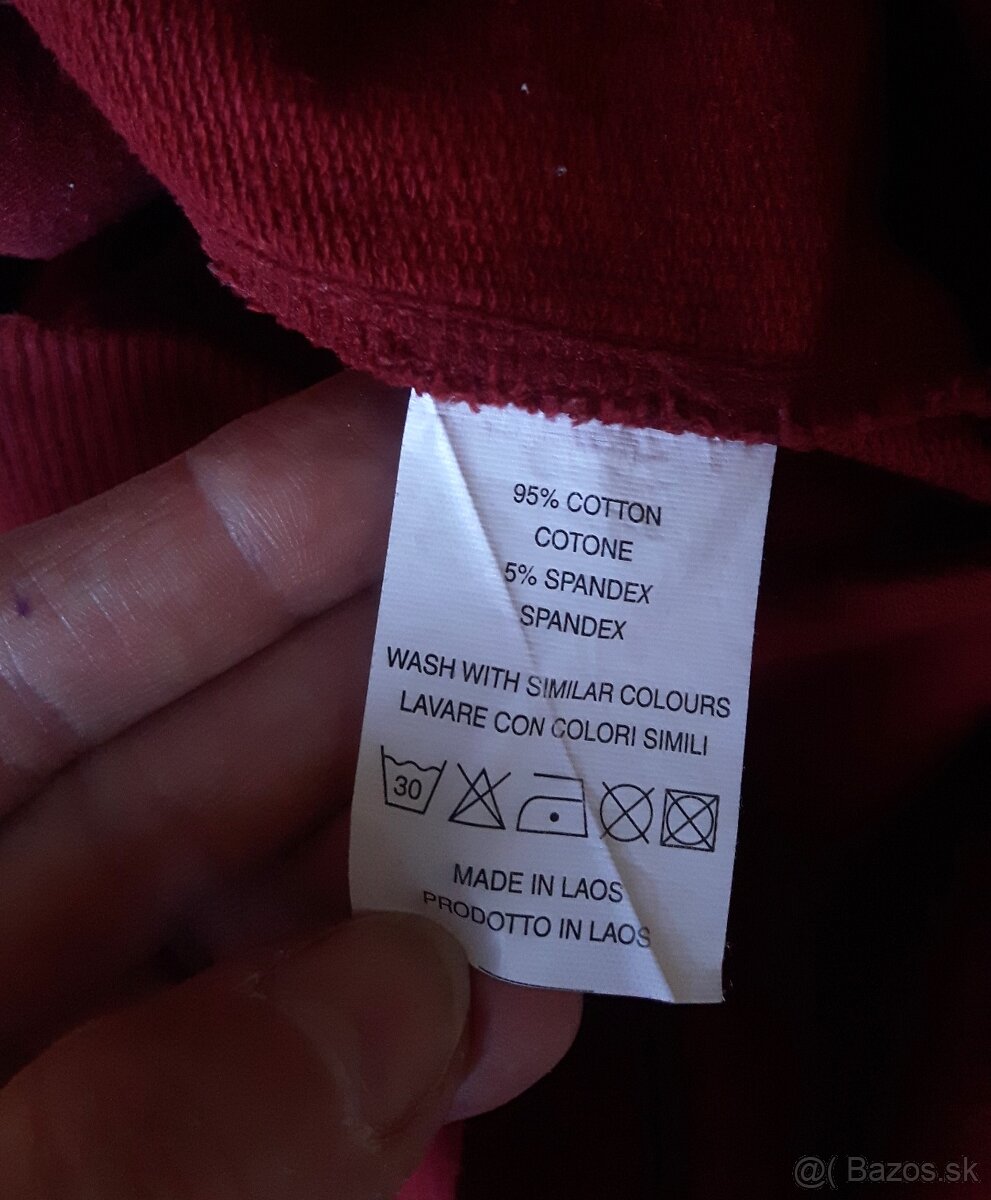 95% COTTON
COTONE
5% SPANDEX
SPANDEX
WASH WITH SIMILAR COLOURS
LAVARE CON COLORI SIMILI
30
MADE IN LAOS
PRODOTTO IN LAOS
@( Bazos.sk